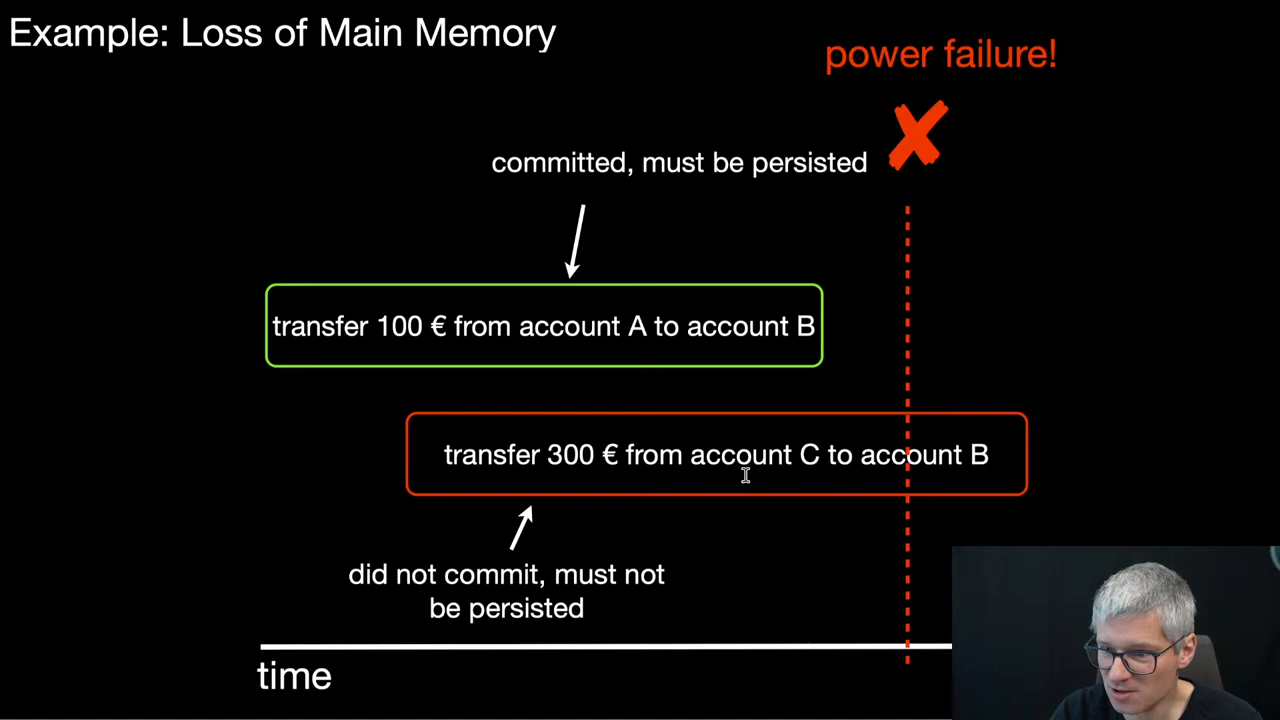 Example: Loss of Main Memory
power failure!
committed, must be persisted
transfer 100 € from account A to account B
transfer 300 € from account C to account B
did not commit, must not
be persisted
time